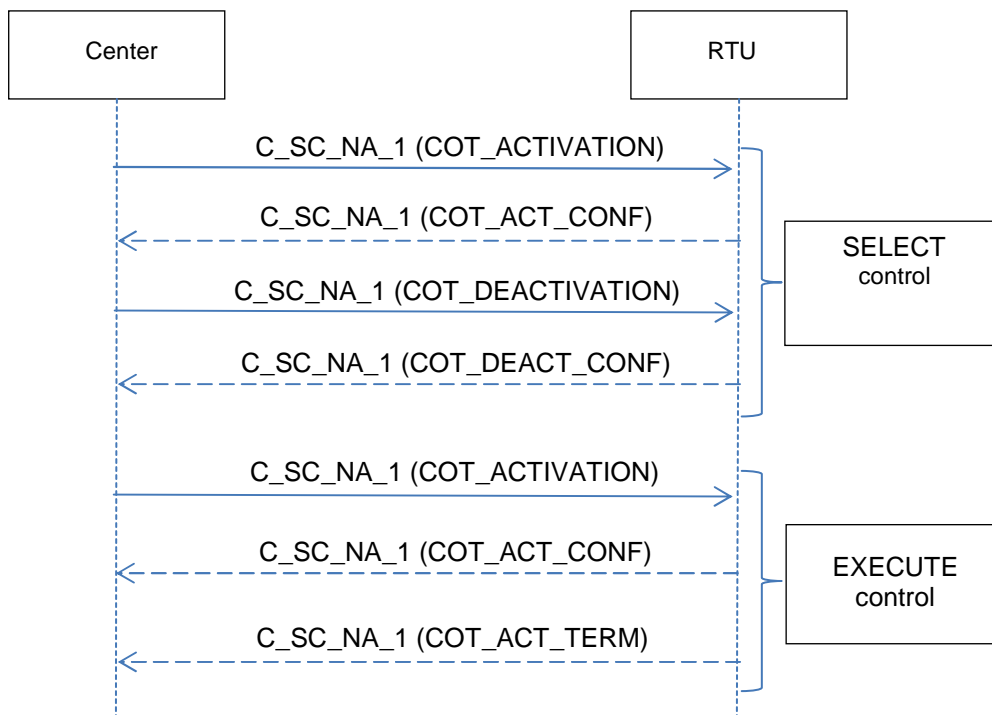 Center
RTU
C_SC_NA_1 (COT_ACTIVATION)
C_SC_NA_1 (COT_ACT_CONF)
SELECT
control
C_SC_NA_1 (COT_DEACTIVATION)
C_SC_NA_1 (COT_DEACT_CONF)
C_SC_NA_1 (COT_ACTIVATION)
C_SC_NA_1 (COT_ACT_CONF)
EXECUTE
control
C_SC_NA_1 (COT_ACT_TERM)